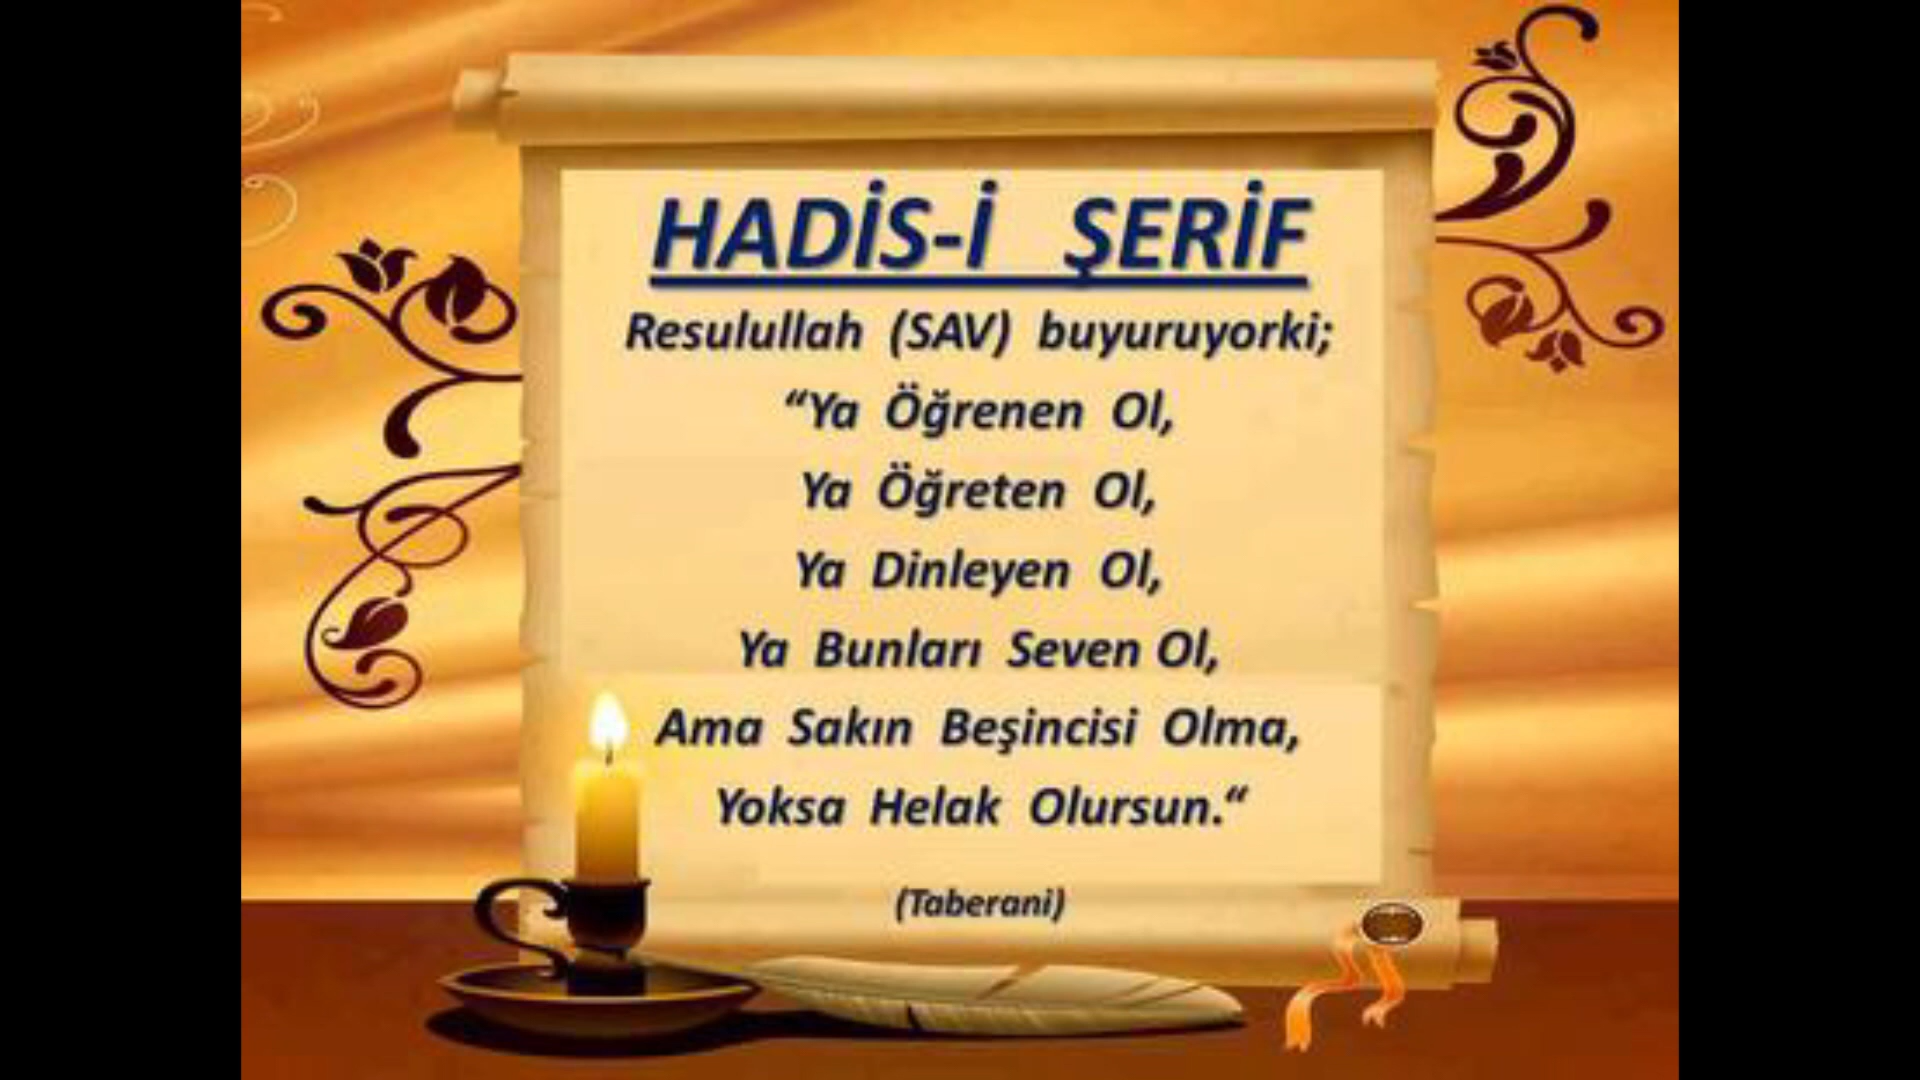 HADİS-İ ŞERİF
Resulullah (SAV) buyuruyorki;
“Ya Öğrenen Ol,
Ya Öğreten Ol,
Ya Dinleyen Ol,
Ya Bunları Seven Ol,
Ama Sakın Beşincisi Olma,
Yoksa Helak Olursun.“
(Taberani)